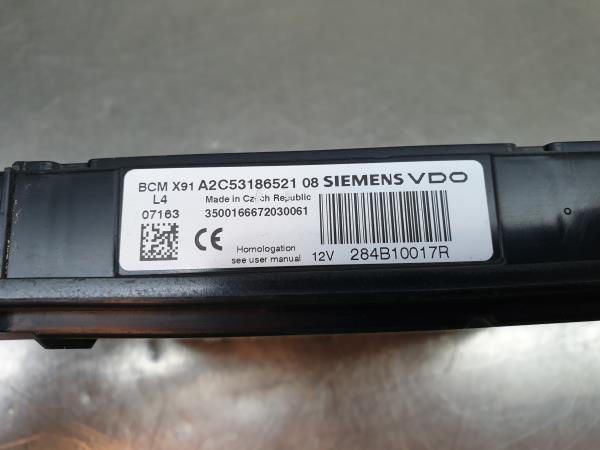 BCM X91 A2C53186521 08 SIEMENS VDO
L4 Made in Czech Republic
07163 3500166672030061
CE Homologation
see user manual 12V 284B10017R